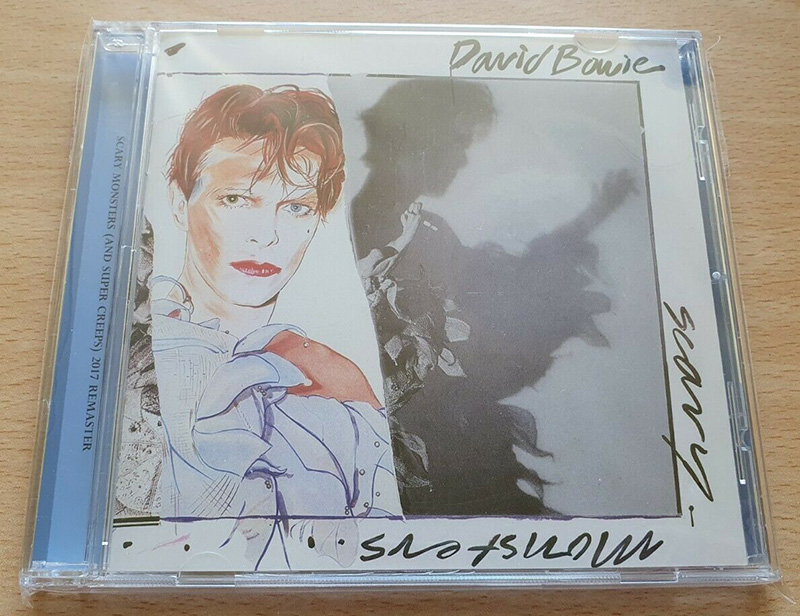 David Bowie
scary
monsters
SCARY MONSTERS (AND SUPER CREEPS) 2017 REMASTER